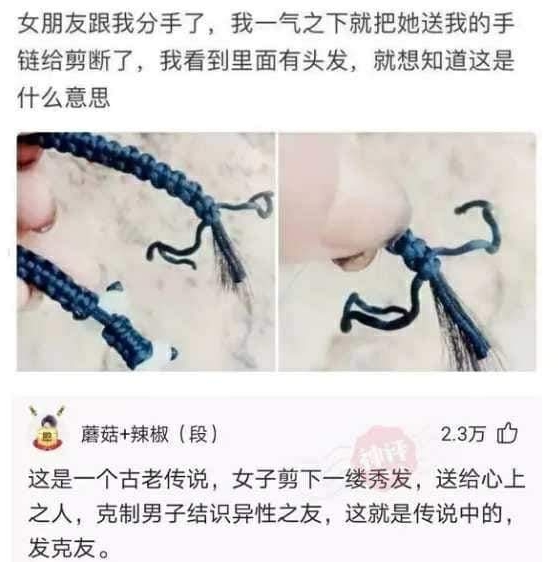 女朋友跟我分手了，我一气之下就把她送我的手
链给剪断了，我看到里面有头发，就想知道这是
什么意思
蘑菇+辣椒（段）
2.3万
神评
这是一个古老传说，女子剪下一缕秀发，送给心上
之人，克制男子结识异性之友，这就是传说中的，
发克友。